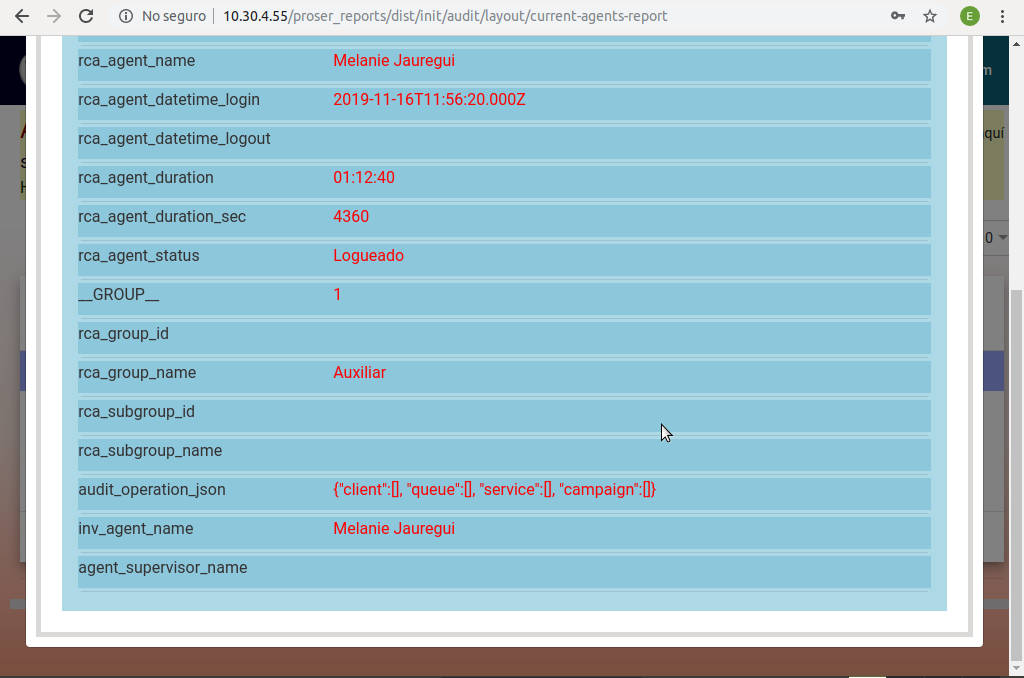 No seguro
10.30.4.55/proser_reports/dist/init/audit/layout/current-agents-report
E
rca_agent_name Melanie Jauregui
rca_agent_datetime_login 2019-11-16T11:56:20.000Z
rca_agent_datetime_logout
rca_agent_duration 01:12:40
rca_agent_duration_sec 4360
rca_agent_status Logueado
__GROUP__ 1
rca_group_id
rca_group_name Auxiliar
rca_subgroup_id
rca_subgroup_name
audit_operation_json {"client":[], "queue":[], "service":[], "campaign":[]}
inv_agent_name Melanie Jauregui
agent_supervisor_name